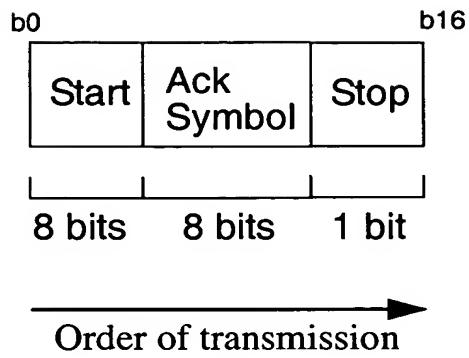 b0 b16
Start Ack Symbol Stop
8 bits 8 bits 1 bit
Order of transmission